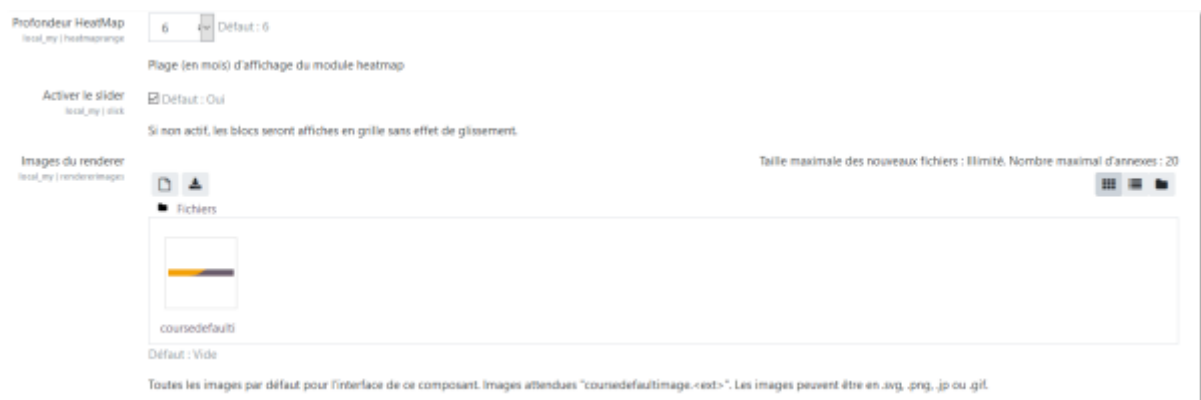 Profondeur HeatMap
local_my | heatmaprange
6
Défaut : 6
Plage (en mois) d'affichage du module heatmap
Activer le slider
local_my | slick
Défaut : Oui
Si non actif, les blocs seront affiches en grille sans effet de glissement.
Images du renderer
local_my | rendererimages
Taille maximale des nouveaux fichiers : Illimité. Nombre maximal d'annexes : 20
Fichiers
coursedefaulti
Défaut : Vide
Toutes les images par défaut pour l'interface de ce composant. Images attendues "coursedefaultimage.<ext>". Les images peuvent être en .svg, .png, .jp ou .gif.